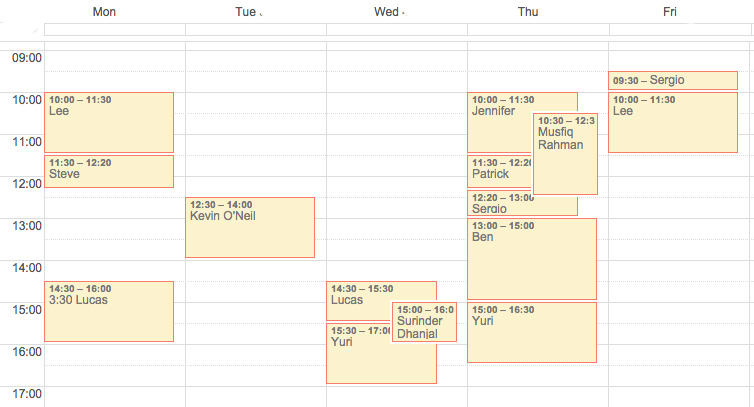 Mon Tue Wed Thu Fri
09:00
10:00
11:00
12:00
13:00
14:00
15:00
16:00
17:00
10:00 – 11:30
Lee
11:30 – 12:20
Steve
14:30 – 16:00
3:30 Lucas
12:30 – 14:00
Kevin O'Neil
14:30 – 15:30
Lucas
15:00 – 16:0
Surinder
Dhanjal
15:30 – 17:00
Yuri
10:00 – 11:30
Jennifer
10:30 – 12:3
Musfiq
Rahman
11:30 – 12:20
Patrick
12:20 – 13:00
Sergio
13:00 – 15:00
Ben
15:00 – 16:30
Yuri
09:30 – Sergio
10:00 – 11:30
Lee